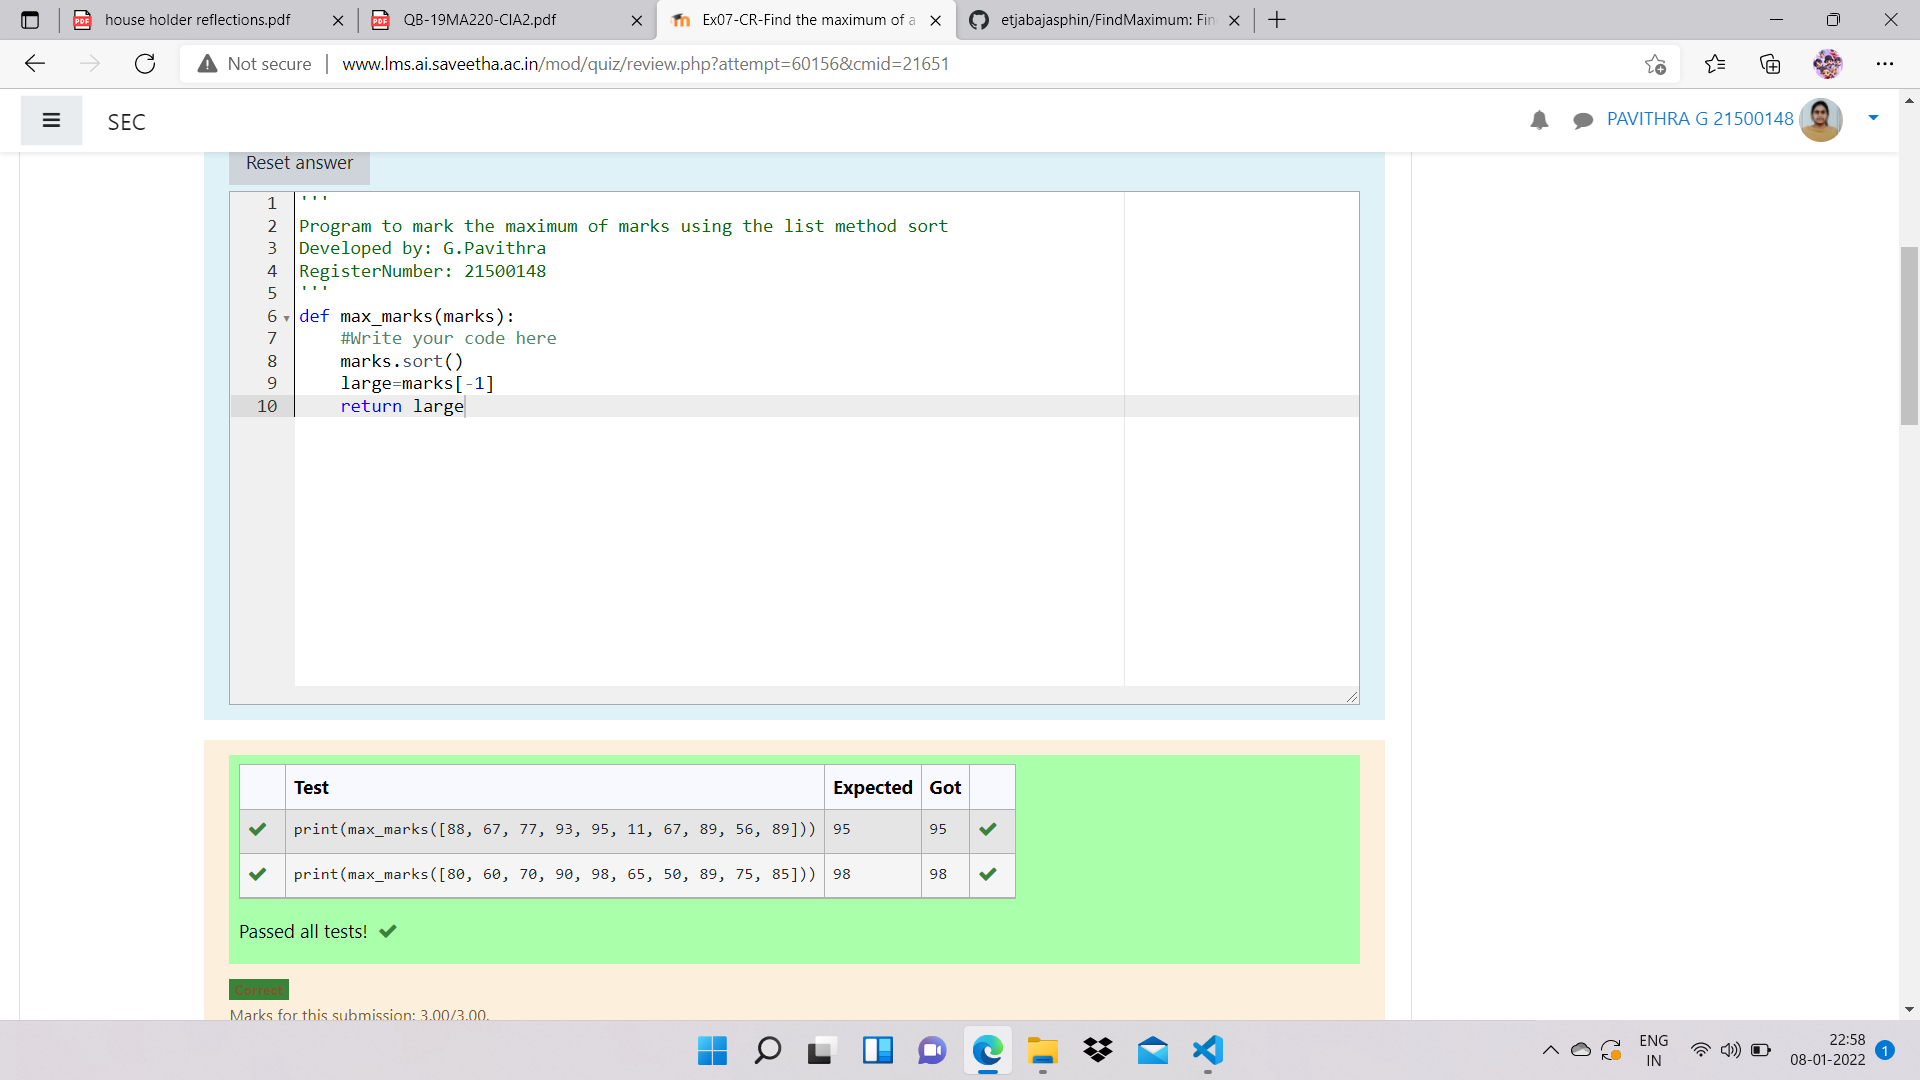 house holder reflections.pdf
QB-19MA220-CIA2.pdf
Ex07-CR-Find the maximum of a
etjabajasphin/FindMaximum: Fin
Not secure
www.lms.ai.saveetha.ac.in/mod/quiz/review.php?attempt=60156&cmid=21651
SEC
PAVITHRA G 21500148
Reset answer
1 '''
2 Program to mark the maximum of marks using the list method sort
3 Developed by: G.Pavithra
4 RegisterNumber: 21500148
5 '''
6 def max_marks(marks):
7 #Write your code here
8 marks.sort()
9 large=marks[-1]
10 return large
Test Expected Got
print(max_marks([88, 67, 77, 93, 95, 11, 67, 89, 56, 89])) 95 95
print(max_marks([80, 60, 70, 90, 98, 65, 50, 89, 75, 85])) 98 98
Passed all tests!
Correct
Marks for this submission: 3.00/3.00.
ENG
IN
22:58
08-01-2022
1